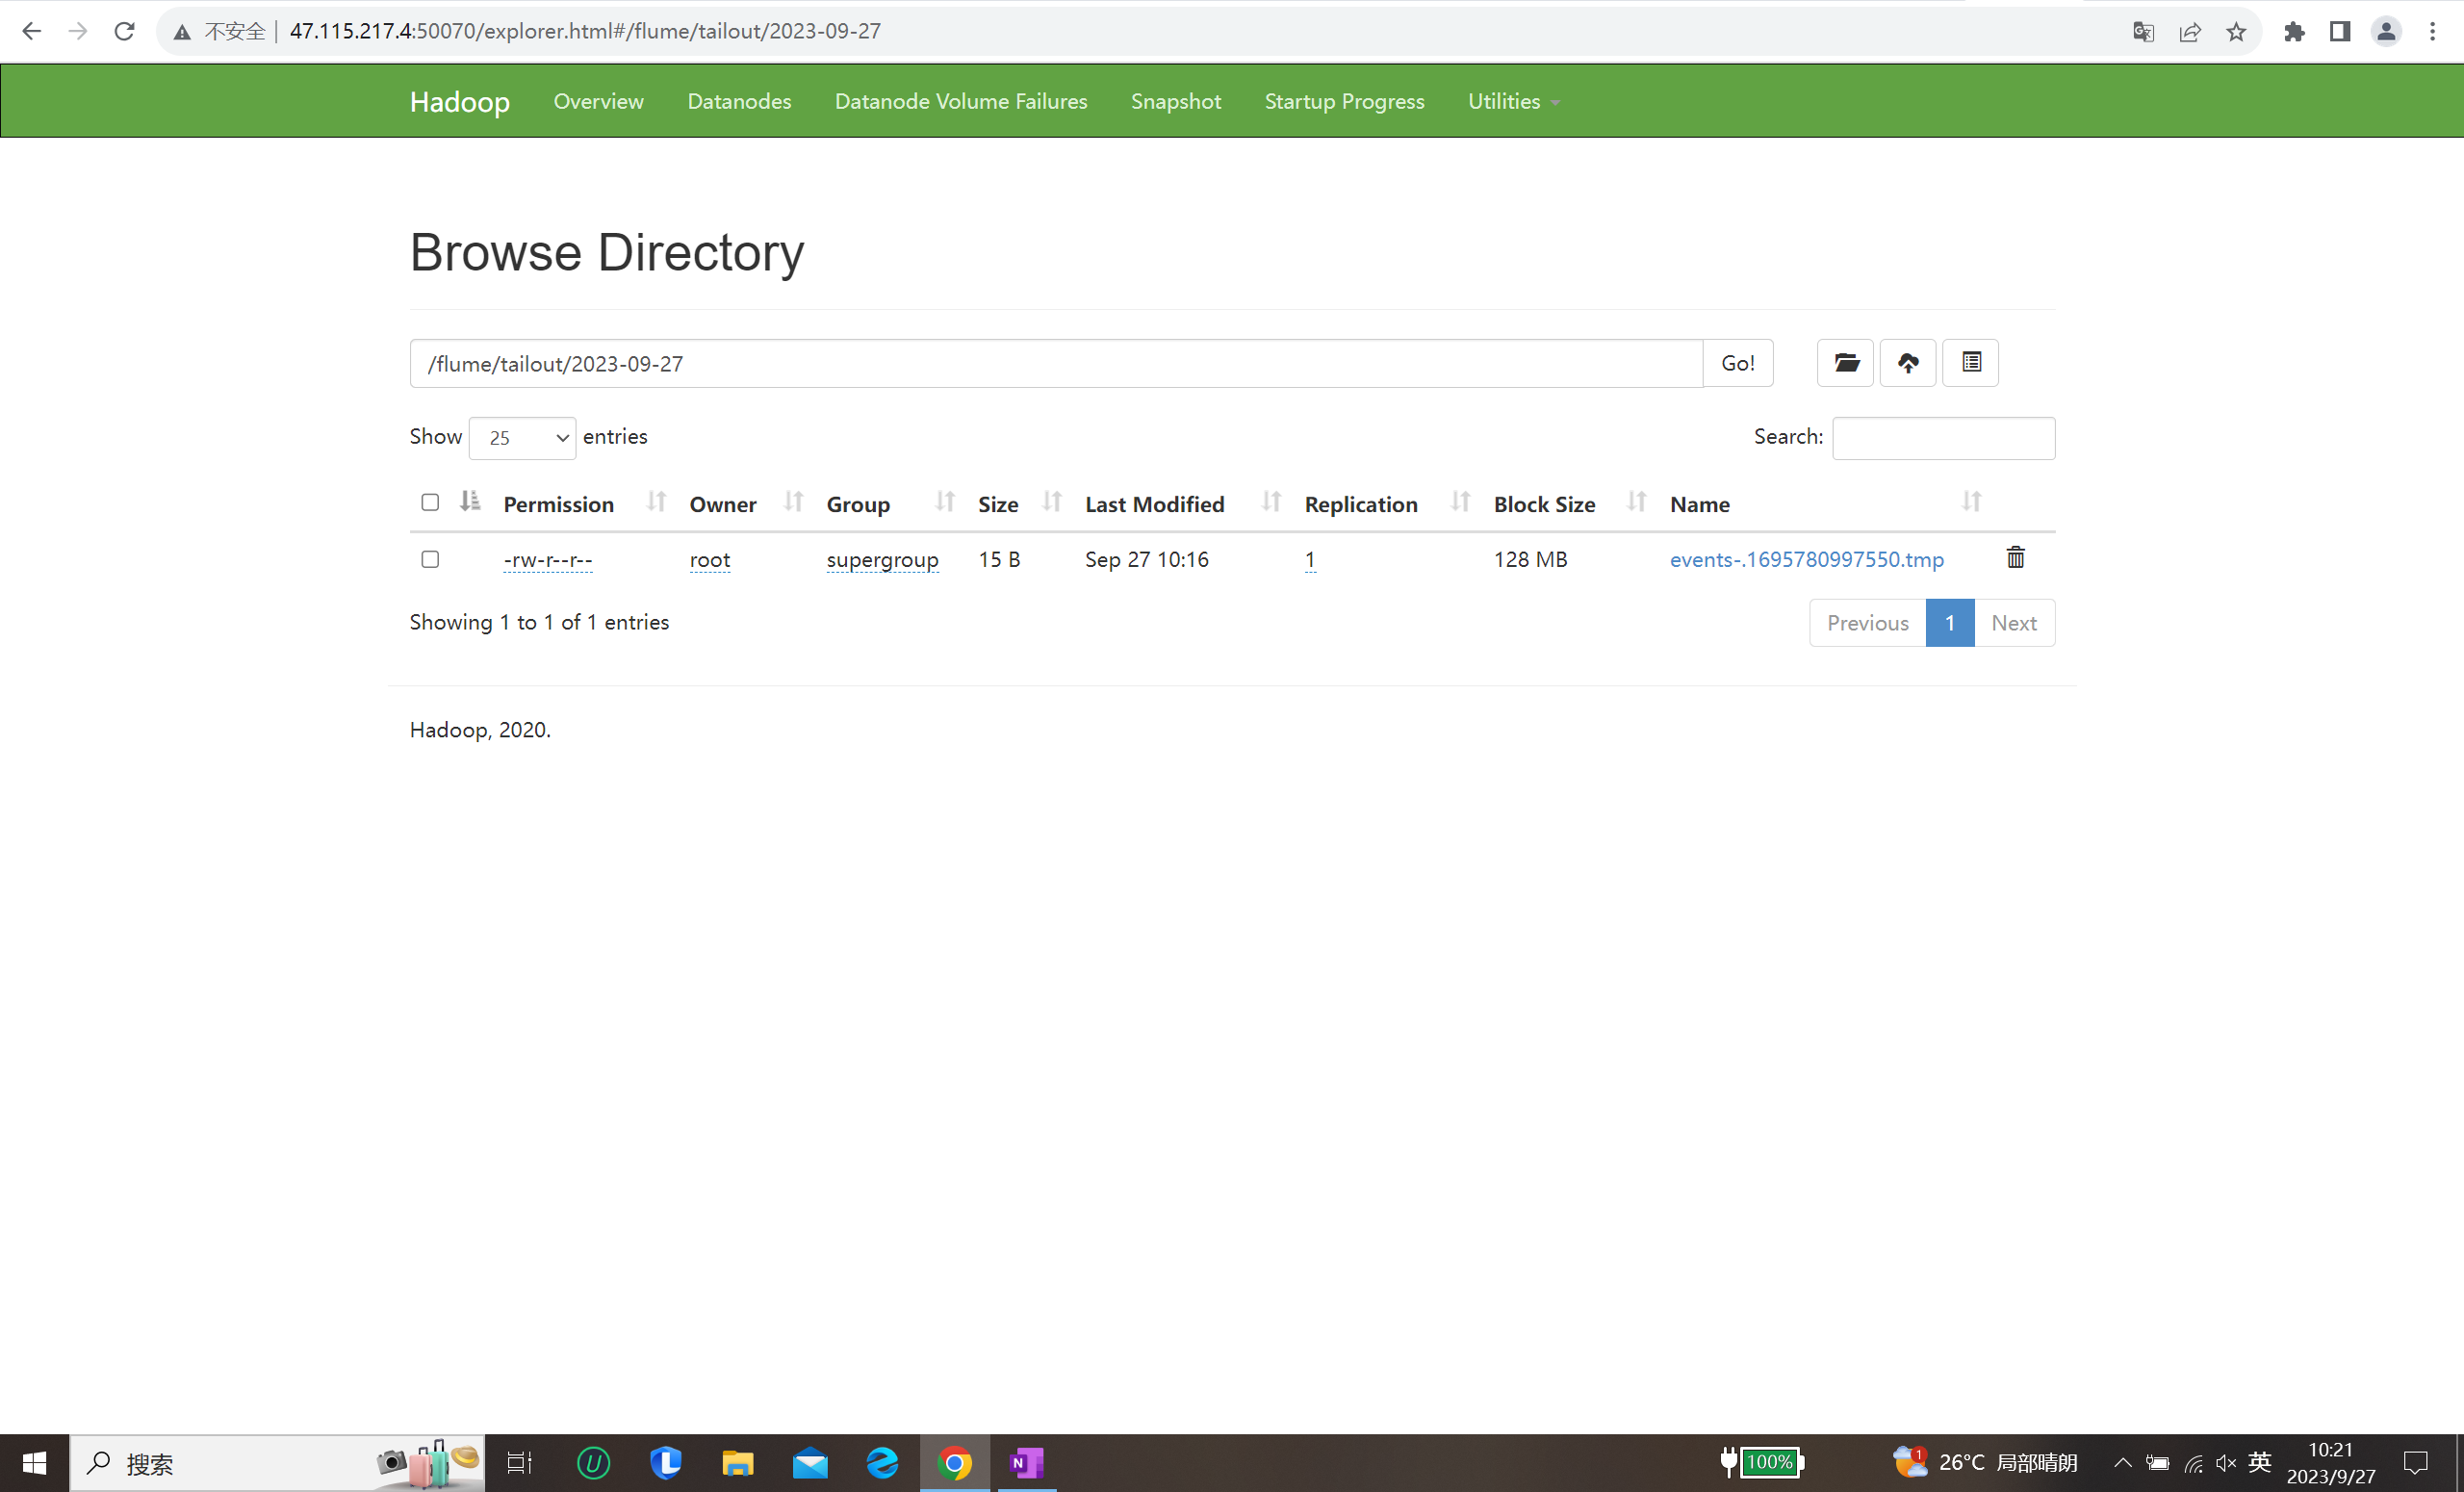 不安全 47.115.217.4:50070/explorer.html#/flume/tailout/2023-09-27
Hadoop Overview Datanodes Datanode Volume Failures Snapshot Startup Progress Utilities
Browse Directory
/flume/tailout/2023-09-27 Go!
Show 25 entries Search:
Permission Owner Group Size Last Modified Replication Block Size Name
-rw-r--r-- root supergroup 15 B Sep 27 10:16 1 128 MB events-.1695780997550.tmp
Showing 1 to 1 of 1 entries Previous 1 Next
Hadoop, 2020.
搜索 100% 1 26°C 局部晴朗 英 10:21
2023/9/27